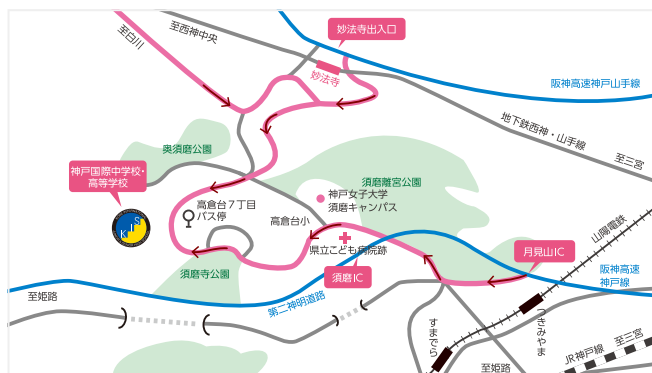 妙法寺出入口
至白川
至西神中央
妙法寺
阪神高速神戸山手線
地下鉄西神・山手線
至三宮
奥須磨公園
神戸国際中学校・
高等学校
KIS
須磨離宮公園
神戸女子大学
須磨キャンパス
高倉台7丁目
バス停
高倉台小
県立こども病院跡
須磨IC
月見山IC
山陽電鉄
阪神高速
神戸線
須磨寺公園
至姫路
第二神明道路
つきみやま
すまでら
至姫路
JR神戸線
至三宮